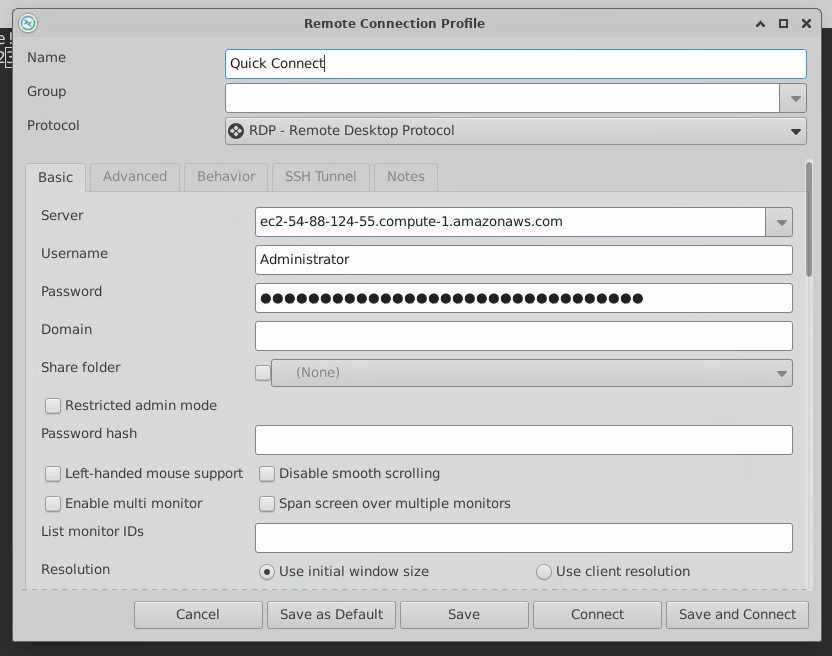 Remote Connection Profile
Name
Quick Connect
Group
Protocol
RDP - Remote Desktop Protocol
Basic
Advanced
Behavior
SSH Tunnel
Notes
Server
ec2-54-88-124-55.compute-1.amazonaws.com
Username
Administrator
Password
●●●●●●●●●●●●●●●●●●●●●●●●●●●●●●●●
Domain
Share folder
(None)
Restricted admin mode
Password hash
Left-handed mouse support
Disable smooth scrolling
Enable multi monitor
Span screen over multiple monitors
List monitor IDs
Resolution
Use initial window size
Use client resolution
Cancel
Save as Default
Save
Connect
Save and Connect